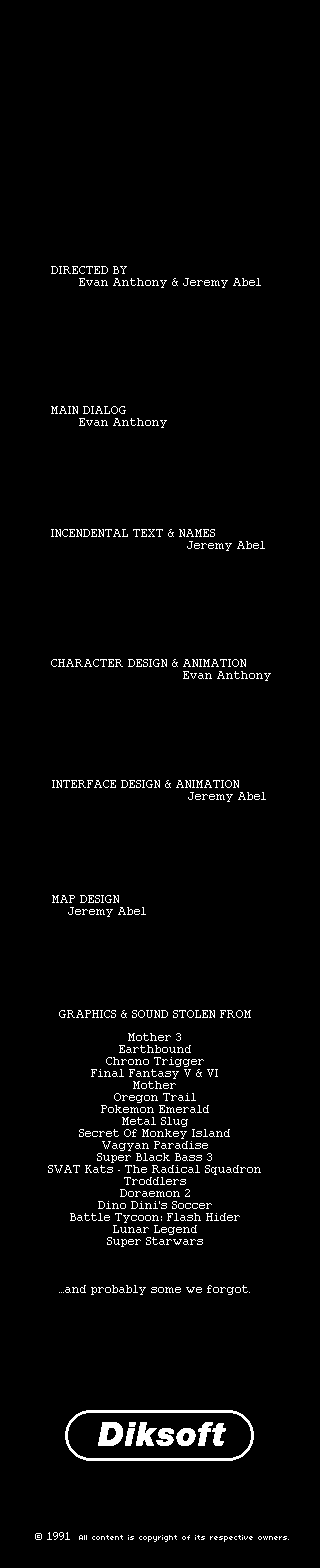 DIRECTED BY
Evan Anthony & Jeremy Abel
MAIN DIALOG
Evan Anthony
INCENDENTAL TEXT & NAMES
Jeremy Abel
CHARACTER DESIGN & ANIMATION
Evan Anthony
INTERFACE DESIGN & ANIMATION
Jeremy Abel
MAP DESIGN
Jeremy Abel
GRAPHICS & SOUND STOLEN FROM
Mother 3
Earthbound
Chrono Trigger
Final Fantasy V & VI
Mother
Oregon Trail
Pokemon Emerald
Metal Slug
Secret Of Monkey Island
Wagyan Paradise
Super Black Bass 3
SWAT Kats - The Radical Squadron
Troddlers
Doraemon 2
Dino Dini's Soccer
Battle Tycoon: Flash Hider
Lunar Legend
Super Starwars
...and probably some we forgot.
Diksoft
© 1991 All content is copyright of its respective owners.